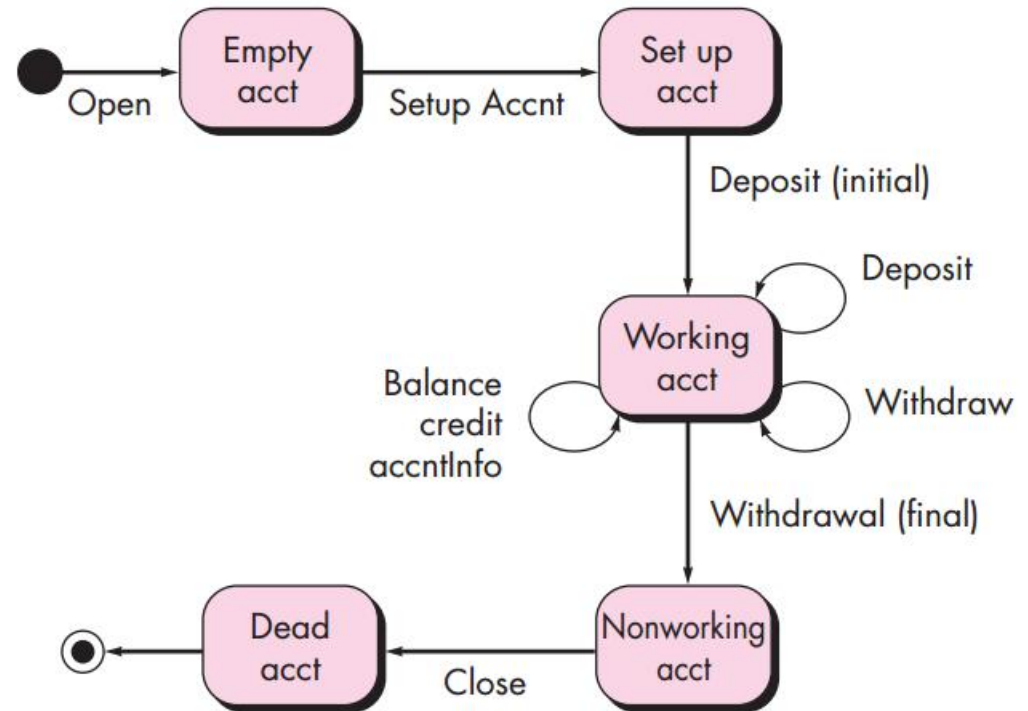 Empty
acct
Set up
acct
Open
Setup Accnt
Deposit (initial)
Deposit
Working
acct
Balance
credit
accntInfo
Withdraw
Withdrawal (final)
Dead
acct
Nonworking
acct
Close